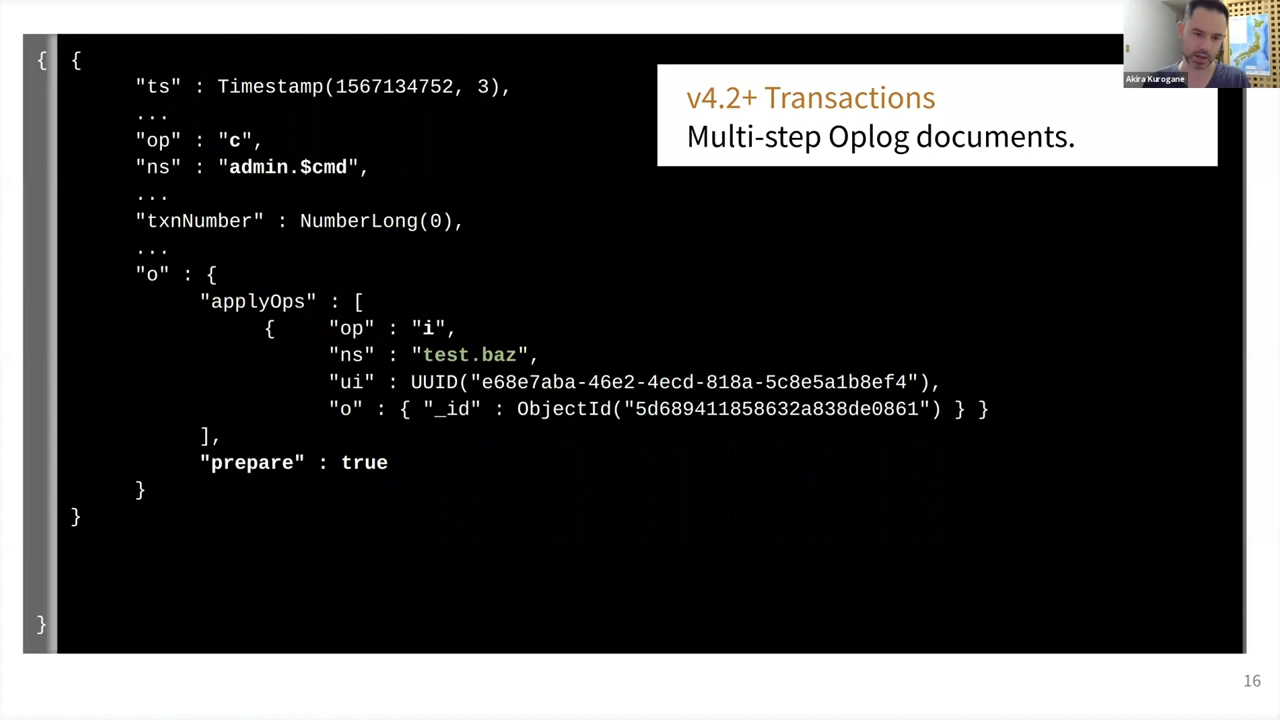 { {
"ts" : Timestamp(1567134752, 3),
...
"op" : "c",
"ns" : "admin.$cmd",
...
"txnNumber" : NumberLong(0),
...
"o" : {
"applyOps" : [
{ "op" : "i",
"ns" : "test.baz",
"ui" : UUID("e68e7aba-46e2-4ecd-818a-5c8e5a1b8ef4"),
"o" : { "_id" : ObjectId("5d689411858632a838de0861") } }
],
"prepare" : true
}
}
}
v4.2+ Transactions
Multi-step Oplog documents.
Akira Kurogane
16